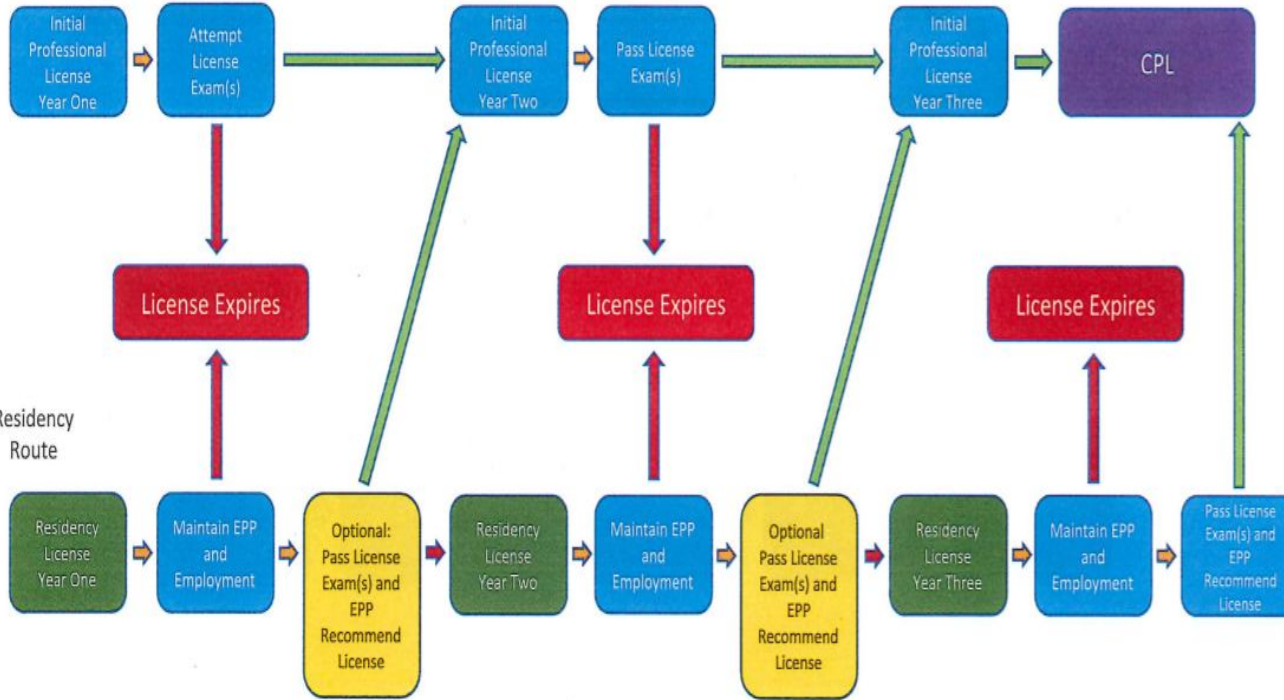 Initial
Professional
License
Year One
Attempt
License
Exam(s)
Initial
Professional
License
Year Two
Pass License
Exam(s)
Initial
Professional
License
Year Three
CPL
License Expires
License Expires
License Expires
Residency
Route
Residency
License
Year One
Maintain EPP
and
Employment
Optional:
Pass License
Exam(s) and
EPP
Recommend
License
Residency
License
Year Two
Maintain EPP
and
Employment
Optional
Pass License
Exam(s) and
EPP
Recommend
License
Residency
License
Year Three
Maintain EPP
and
Employment
Pass License
Exam(s) and
EPP
Recommend
License